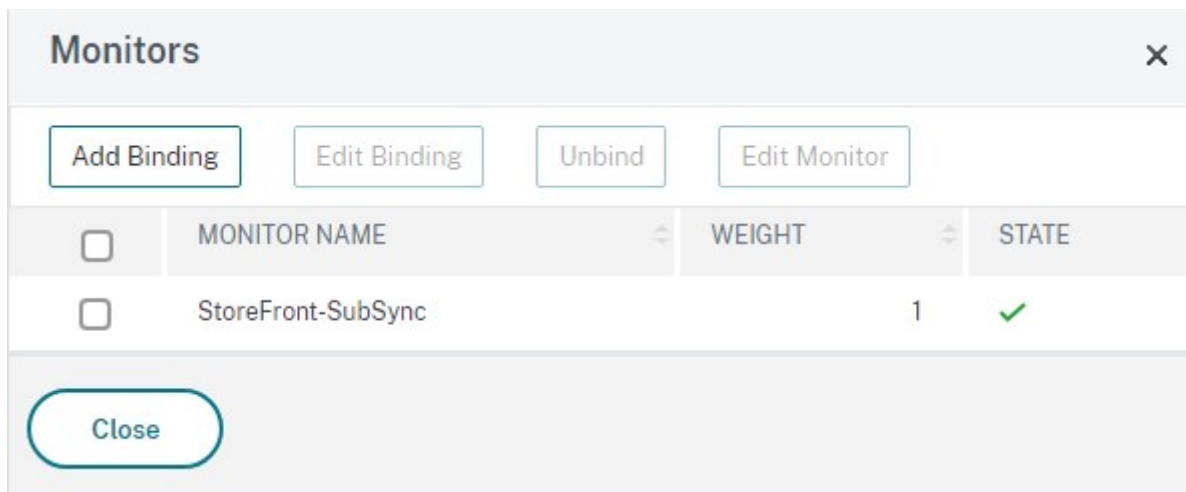 Monitors
Add Binding Edit Binding Unbind Edit Monitor
MONITOR NAME WEIGHT STATE
StoreFront-SubSync 1
Close